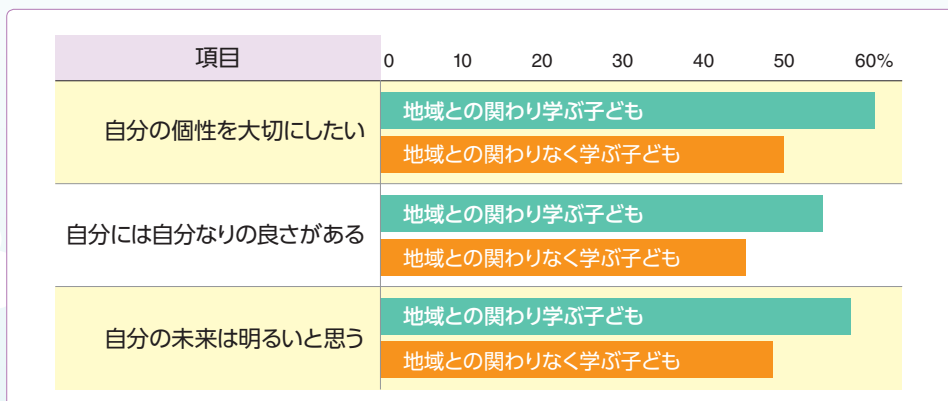 項目
0 10 20 30 40 50 60%
自分の個性を大切にしたい
地域との関わり学ぶ子ども
地域との関わりなく学ぶ子ども
自分には自分なりの良さがある
地域との関わり学ぶ子ども
地域との関わりなく学ぶ子ども
自分の未来は明るいと思う
地域との関わり学ぶ子ども
地域との関わりなく学ぶ子ども